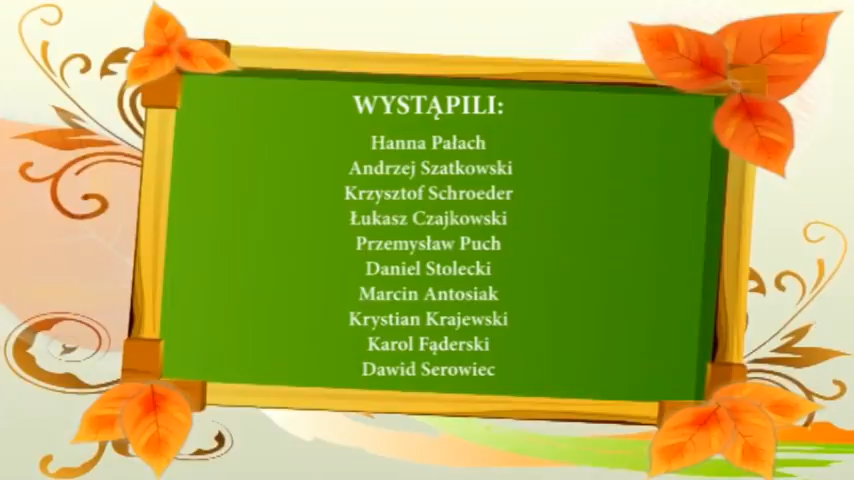 WYSTĄPILI:
Hanna Pałach
Andrzej Szatkowski
Krzysztof Schroeder
Łukasz Czajkowski
Przemysław Puch
Daniel Stolecki
Marcin Antosiak
Krystian Krajewski
Karol Fąderski
Dawid Serowiec